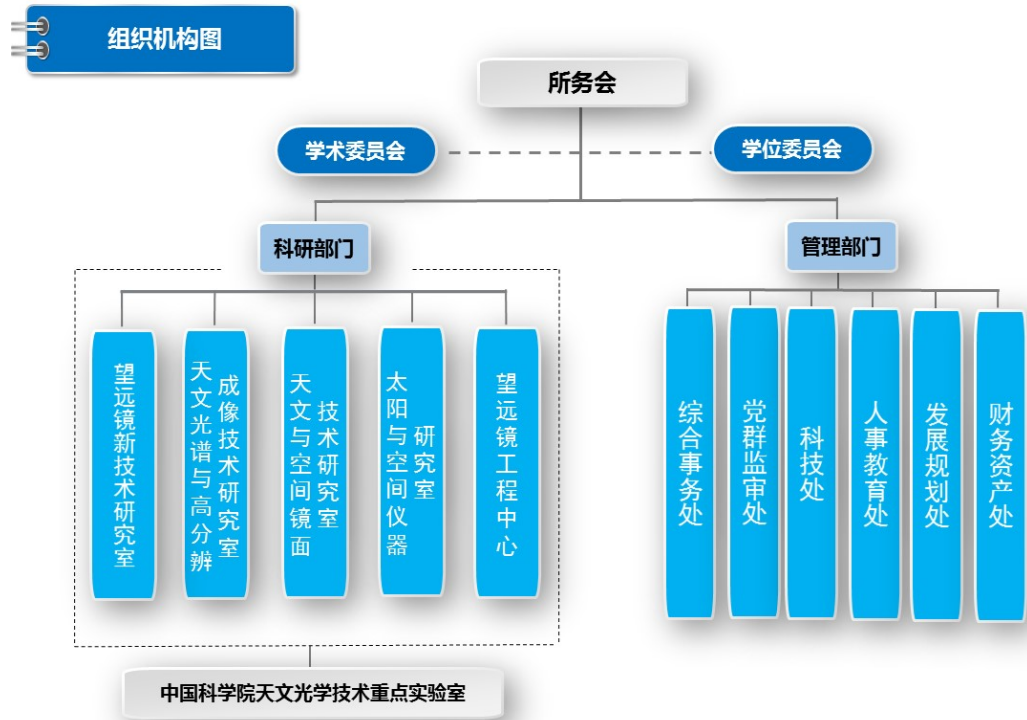 组织机构图
所务会
学术委员会
学位委员会
科研部门
管理部门
望远镜新技术研究室
天文光谱与高分辨
成像技术研究室
天文与空间镜面
技术研究室
太阳与空间仪器
研究室
望远镜工程中心
综合事务处
党群监审处
科技处
人事教育处
发展规划处
财务资产处
中国科学院天文光学技术重点实验室